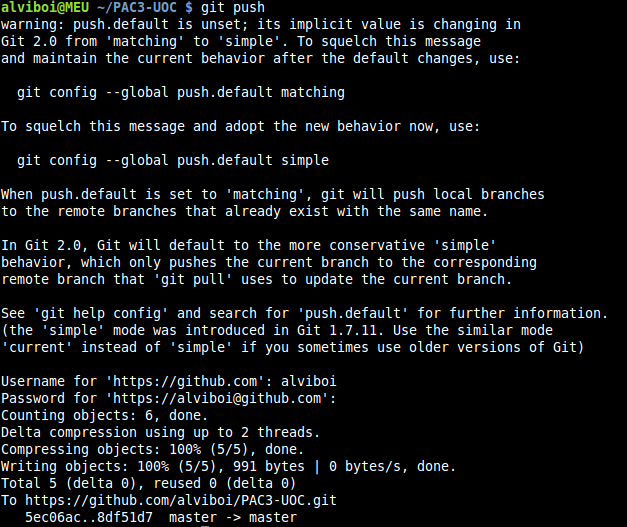 alviboi@MEU ~/PAC3-UOC $ git push
warning: push.default is unset; its implicit value is changing in
Git 2.0 from 'matching' to 'simple'. To squelch this message
and maintain the current behavior after the default changes, use:
git config --global push.default matching
To squelch this message and adopt the new behavior now, use:
git config --global push.default simple
When push.default is set to 'matching', git will push local branches
to the remote branches that already exist with the same name.
In Git 2.0, Git will default to the more conservative 'simple'
behavior, which only pushes the current branch to the corresponding
remote branch that 'git pull' uses to update the current branch.
See 'git help config' and search for 'push.default' for further information.
(the 'simple' mode was introduced in Git 1.7.11. Use the similar mode
'current' instead of 'simple' if you sometimes use older versions of Git)
Username for 'https://github.com': alviboi
Password for 'https://alviboi@github.com':
Counting objects: 6, done.
Delta compression using up to 2 threads.
Compressing objects: 100% (5/5), done.
Writing objects: 100% (5/5), 991 bytes | 0 bytes/s, done.
Total 5 (delta 0), reused 0 (delta 0)
To https://github.com/alviboi/PAC3-UOC.git
5ec06ac..8df51d7  master -> master